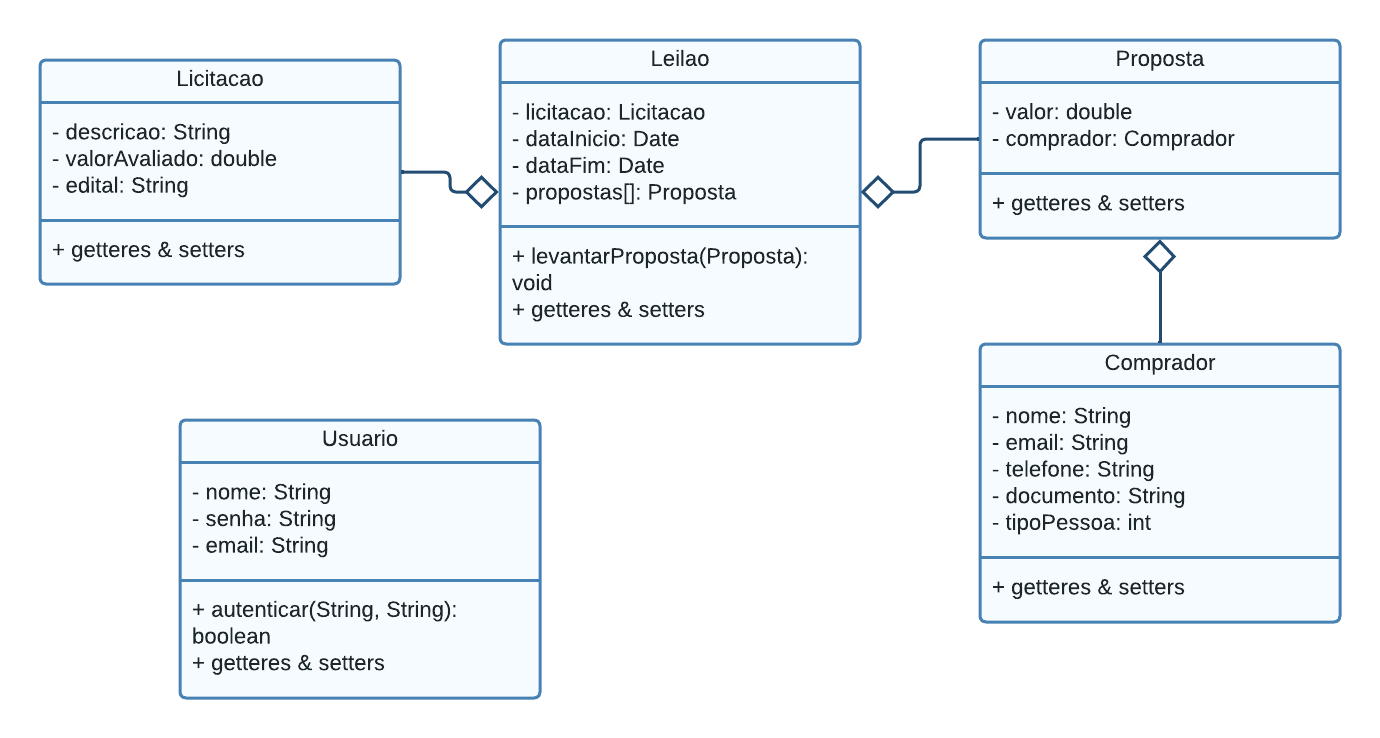 Licitacao
- descricao: String
- valorAvaliado: double
- edital: String
+ getteres & setters
Leilao
- licitacao: Licitacao
- dataInicio: Date
- dataFim: Date
- propostas[]: Proposta
+ levantarProposta(Proposta):
void
+ getteres & setters
Proposta
- valor: double
- comprador: Comprador
+ getteres & setters
Comprador
- nome: String
- email: String
- telefone: String
- documento: String
- tipoPessoa: int
+ getteres & setters
Usuario
- nome: String
- senha: String
- email: String
+ autenticar(String, String):
boolean
+ getteres & setters